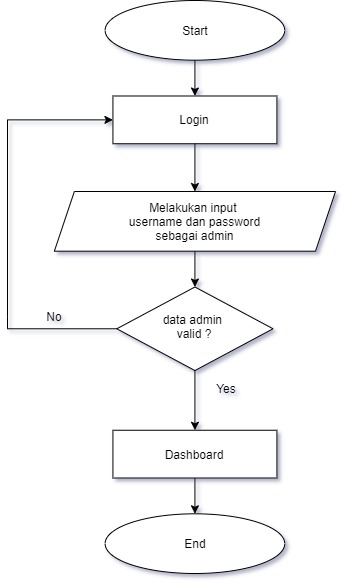 Start
Login
Melakukan input
username dan password
sebagai admin
data admin
valid ?
No
Yes
Dashboard
End